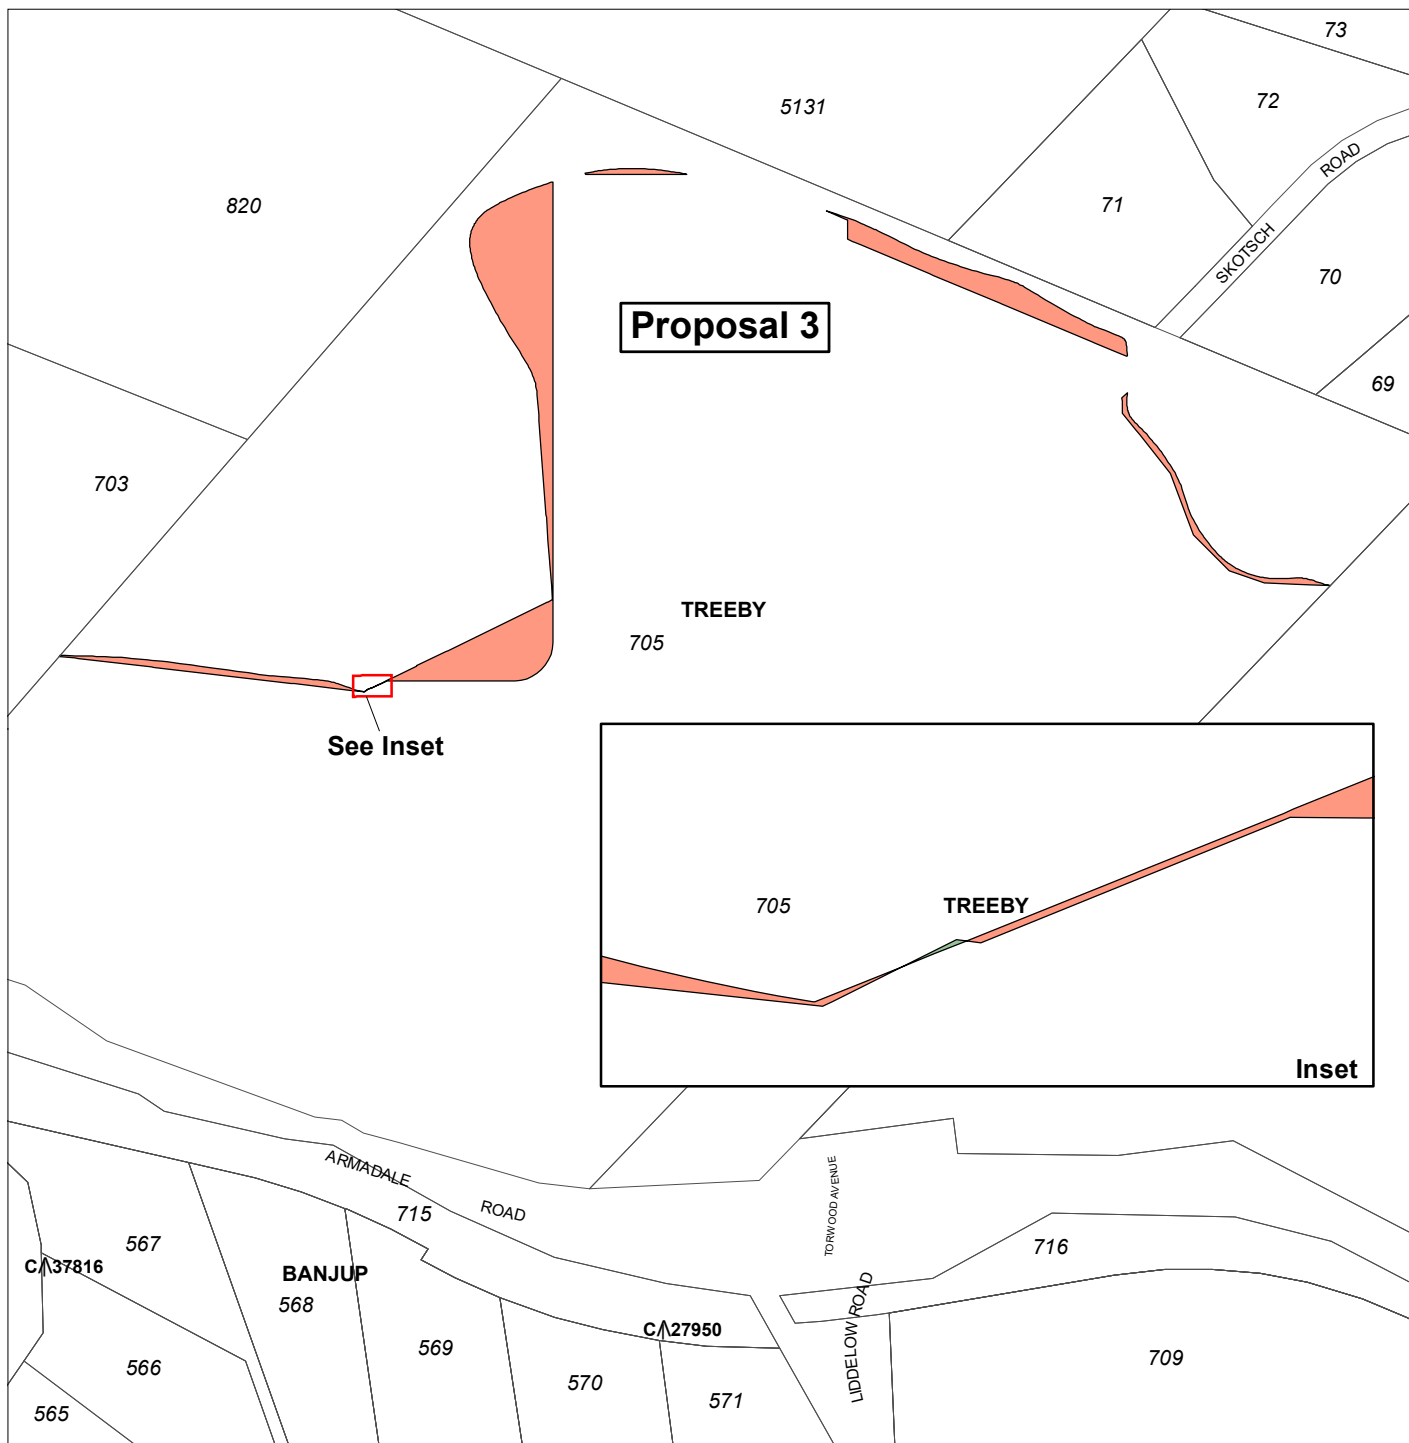 73
72
5131
ROAD
820
71
SKOTSCH
70
Proposal 3
69
703
TREEBY
705
See Inset
705
TREEBY
Inset
ARMADALE
ROAD
715
TORWOOD AVENUE
716
567
C/\37816
BANJUP
568
LIDDELOW ROAD
C/\27950
569
709
566
570
571
565